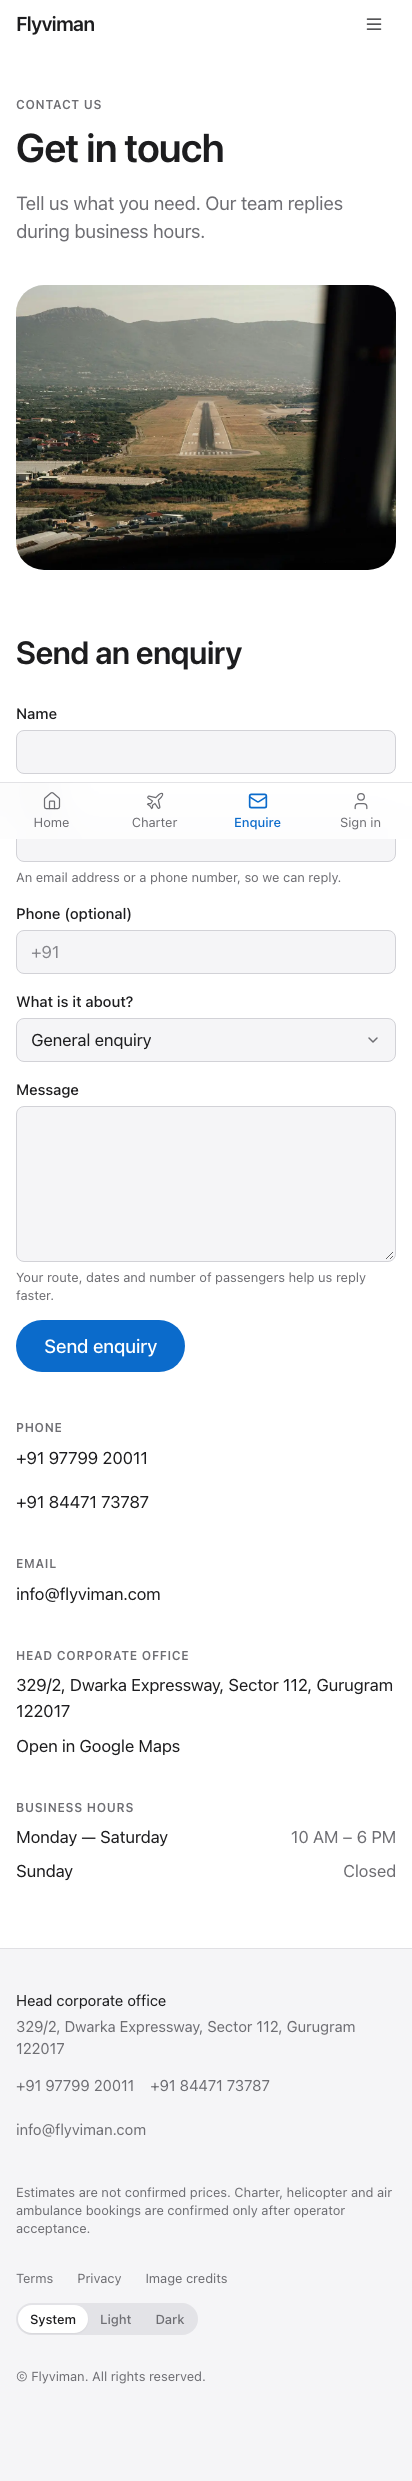 Flyviman
CONTACT US
Get in touch
Tell us what you need. Our team replies
during business hours.
Send an enquiry
Name
Home
Charter
Enquire
Sign in
An email address or a phone number, so we can reply.
Phone (optional)
+91
What is it about?
General enquiry
Message
Your route, dates and number of passengers help us reply
faster.
Send enquiry
PHONE
+91 97799 20011
+91 84471 73787
EMAIL
info@flyviman.com
HEAD CORPORATE OFFICE
329/2, Dwarka Expressway, Sector 112, Gurugram
122017
Open in Google Maps
BUSINESS HOURS
Monday — Saturday 10 AM – 6 PM
Sunday Closed
Head corporate office
329/2, Dwarka Expressway, Sector 112, Gurugram
122017
+91 97799 20011 +91 84471 73787
info@flyviman.com
Estimates are not confirmed prices. Charter, helicopter and air
ambulance bookings are confirmed only after operator
acceptance.
Terms Privacy Image credits
System Light Dark
© Flyviman. All rights reserved.